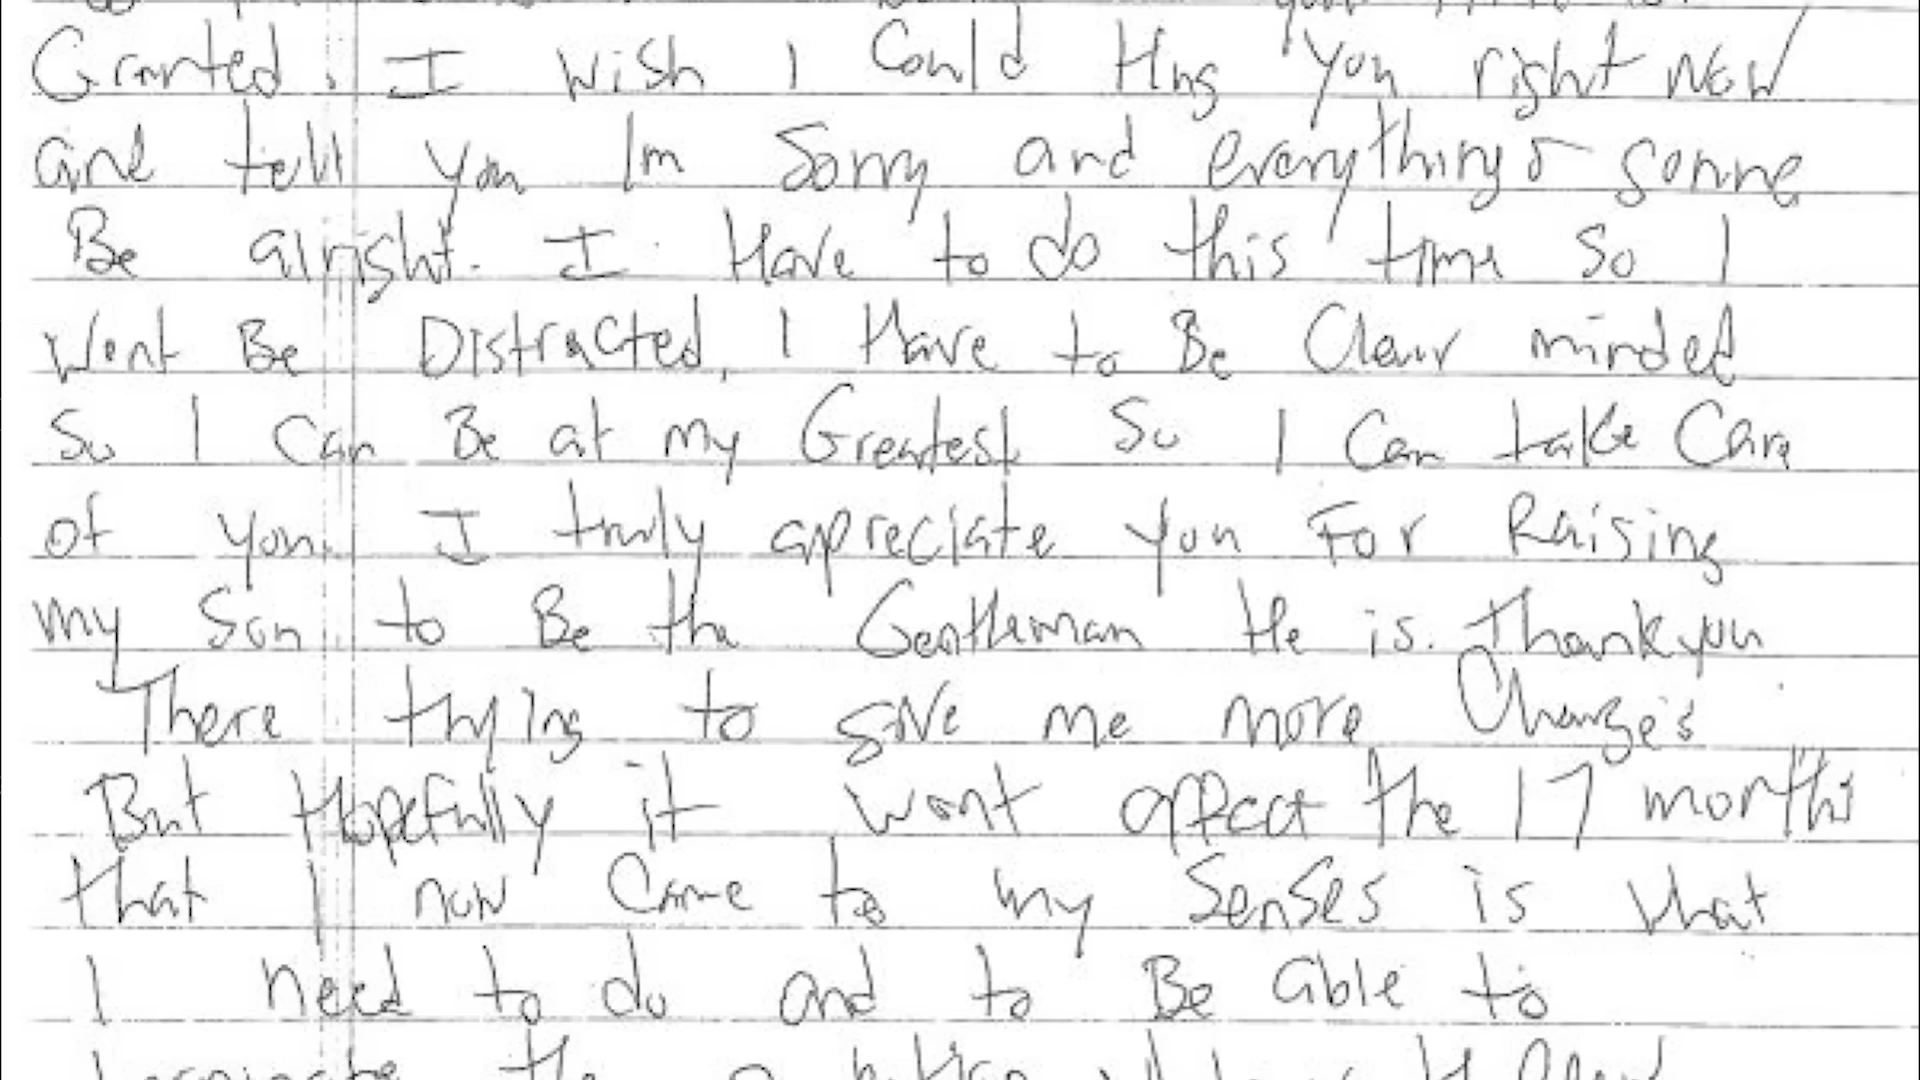 Granted. I wish I Could Hug you right now
and tell you Im Sorry and everythings gonne
Be alright. I Have to do this time So I
Wont Be Distracted, I Have to Be Clear minded
So I Can Be at my Greatest So I Can take Care
of you. I truly apreciate you For Raising
my Son to Be the Gentleman He is. Thankyou
There trying to give me more Charge's
But Hopefully it wont affect the 17 months
that I now Came to my Senses is what
I need to do and to Be able to
the